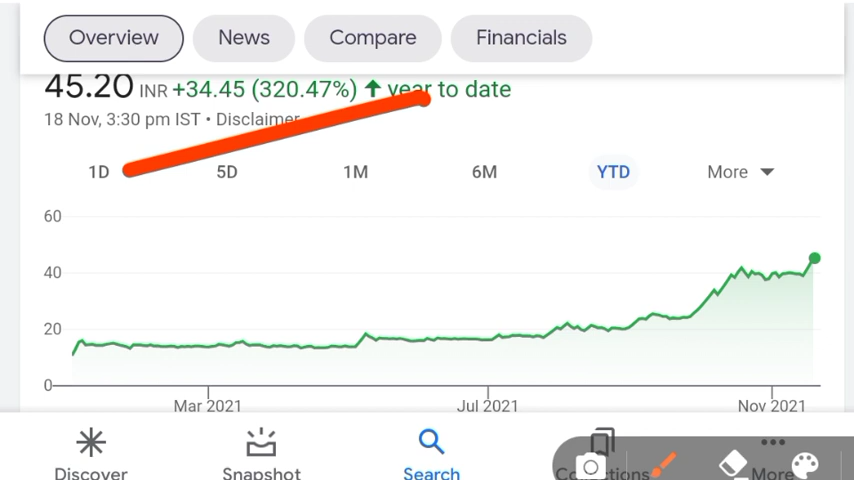 Overview News Compare Financials
45.20 INR +34.45 (320.47%) ↑ year to date
18 Nov, 3:30 pm IST • Disclaimer
1D 5D 1M 6M YTD More
60
40
20
0
Mar 2021 Jul 2021 Nov 2021
Discover Snapshot Search Collections More